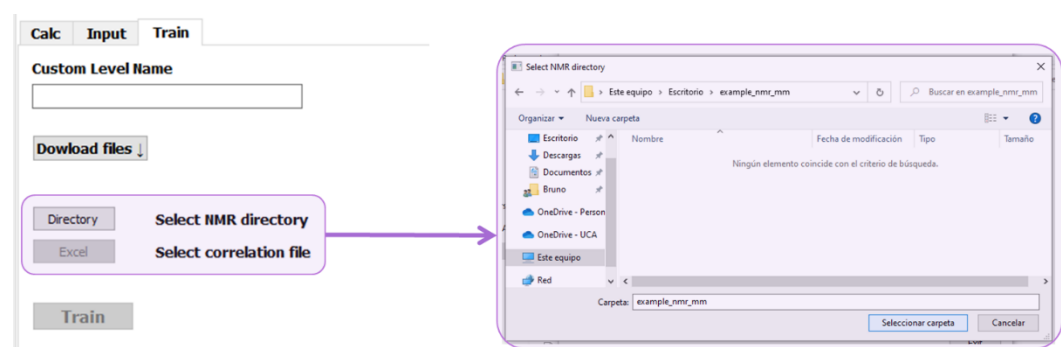 Calc Input Train
Custom Level Name
Dowload files ↓
Directory Select NMR directory
Excel Select correlation file
Train
Select NMR directory
Este equipo › Escritorio › example_nmr_mm
Buscar en example_nmr_mm
Organizar Nueva carpeta
Nombre Fecha de modificación Tipo Tamaño
Ningún elemento coincide con el criterio de búsqueda.
Escritorio
Descargas
Documentos
Bruno
OneDrive - Person
OneDrive - UCA
Este equipo
Red
Carpeta: example_nmr_mm
Seleccionar carpeta Cancelar